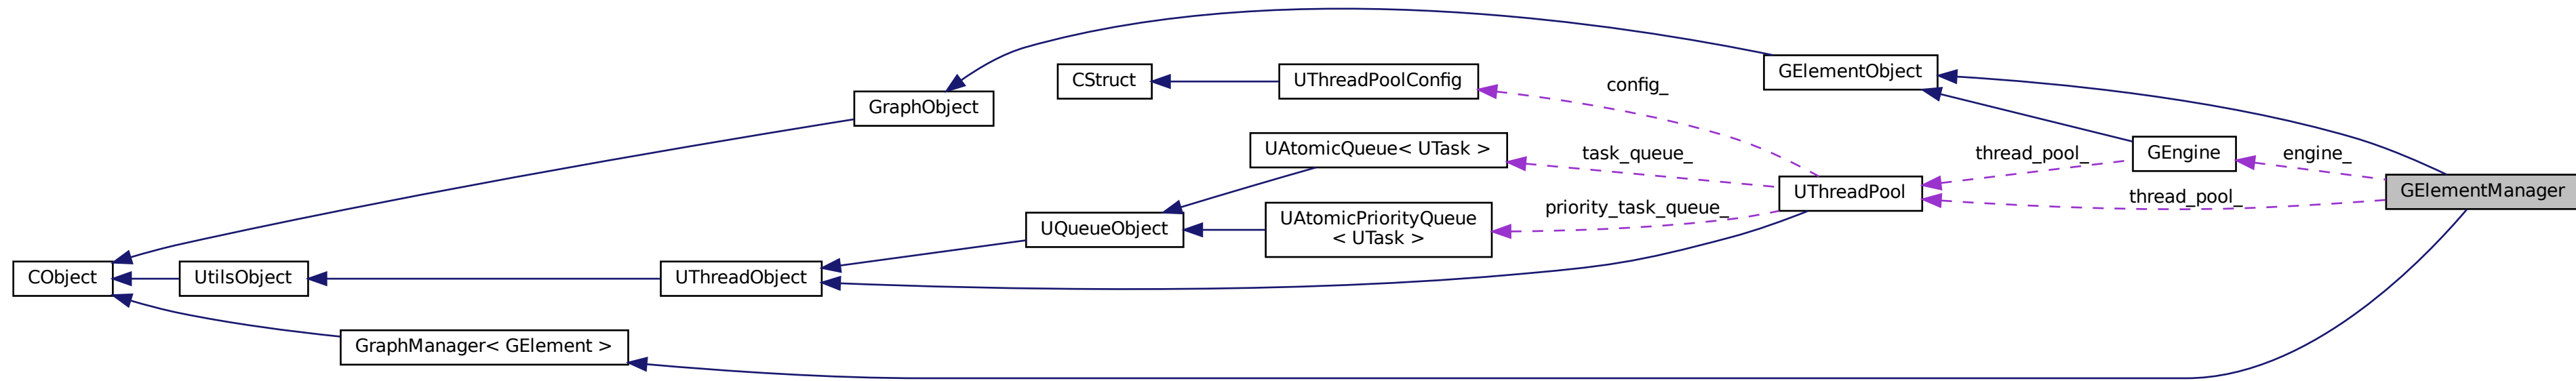 GElementObject
CStruct
UThreadPoolConfig
config_
GraphObject
UAtomicQueue< UTask >
task_queue_
thread_pool_
GEngine
engine_
UThreadPool
GElementManager
thread_pool_
priority_task_queue_
UAtomicPriorityQueue
< UTask >
UQueueObject
CObject
UtilsObject
UThreadObject
GraphManager< GElement >